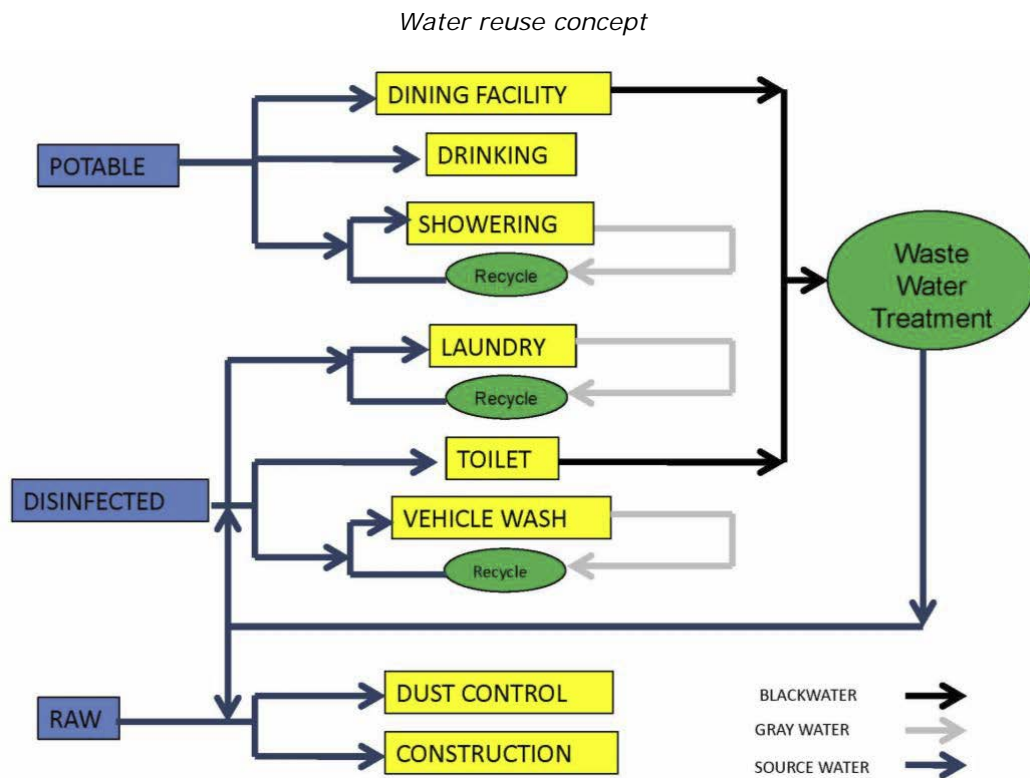 Water reuse concept
DINING FACILITY
POTABLE
DRINKING
SHOWERING
Recycle
Waste
Water
Treatment
LAUNDRY
Recycle
TOILET
DISINFECTED
VEHICLE WASH
Recycle
DUST CONTROL
RAW
CONSTRUCTION
BLACKWATER
GRAY WATER
SOURCE WATER